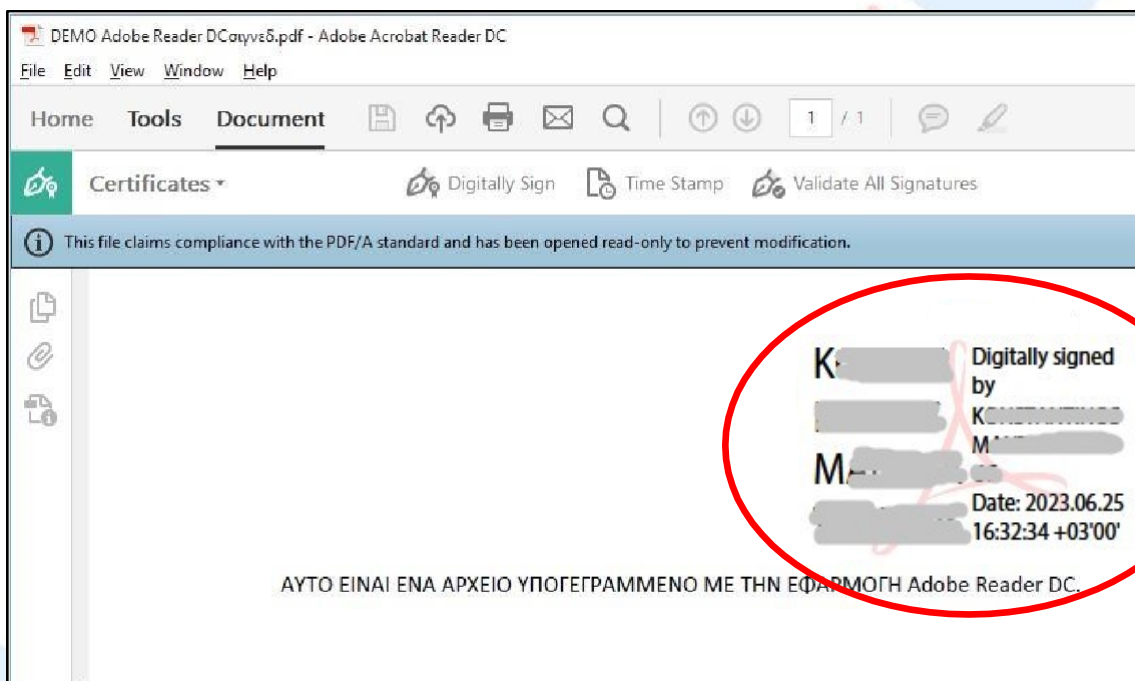 DEMO Adobe Reader DCσιγνεδ.pdf - Adobe Acrobat Reader DC
File Edit View Window Help
Home Tools Document 1 / 1
Certificates Digitally Sign Time Stamp Validate All Signatures
This file claims compliance with the PDF/A standard and has been opened read-only to prevent modification.
Digitally signed
by
Date: 2023.06.25
16:32:34 +03'00'
ΑΥΤΟ ΕΙΝΑΙ ΕΝΑ ΑΡΧΕΙΟ ΥΠΟΓΕΓΡΑΜΜΕΝΟ ΜΕ ΤΗΝ ΕΦΑΡΜΟΓΗ Adobe Reader DC.